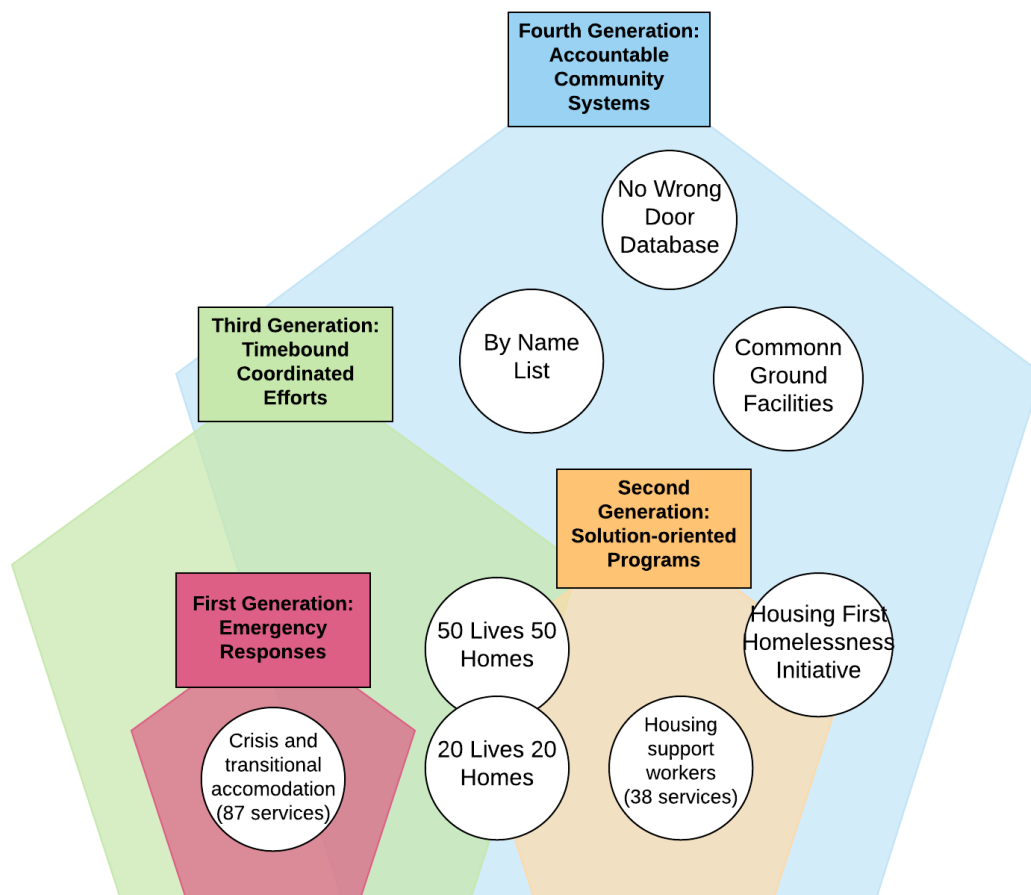 Fourth Generation:
Accountable
Community
Systems
No Wrong
Door
Database
By Name
List
Commonn
Ground
Facilities
Third Generation:
Timebound
Coordinated
Efforts
Second
Generation:
Solution-oriented
Programs
First Generation:
Emergency
Responses
50 Lives 50
Homes
Housing First
Homelessness
Initiative
Crisis and
transitional
accomodation
(87 services)
20 Lives 20
Homes
Housing
support
workers
(38 services)